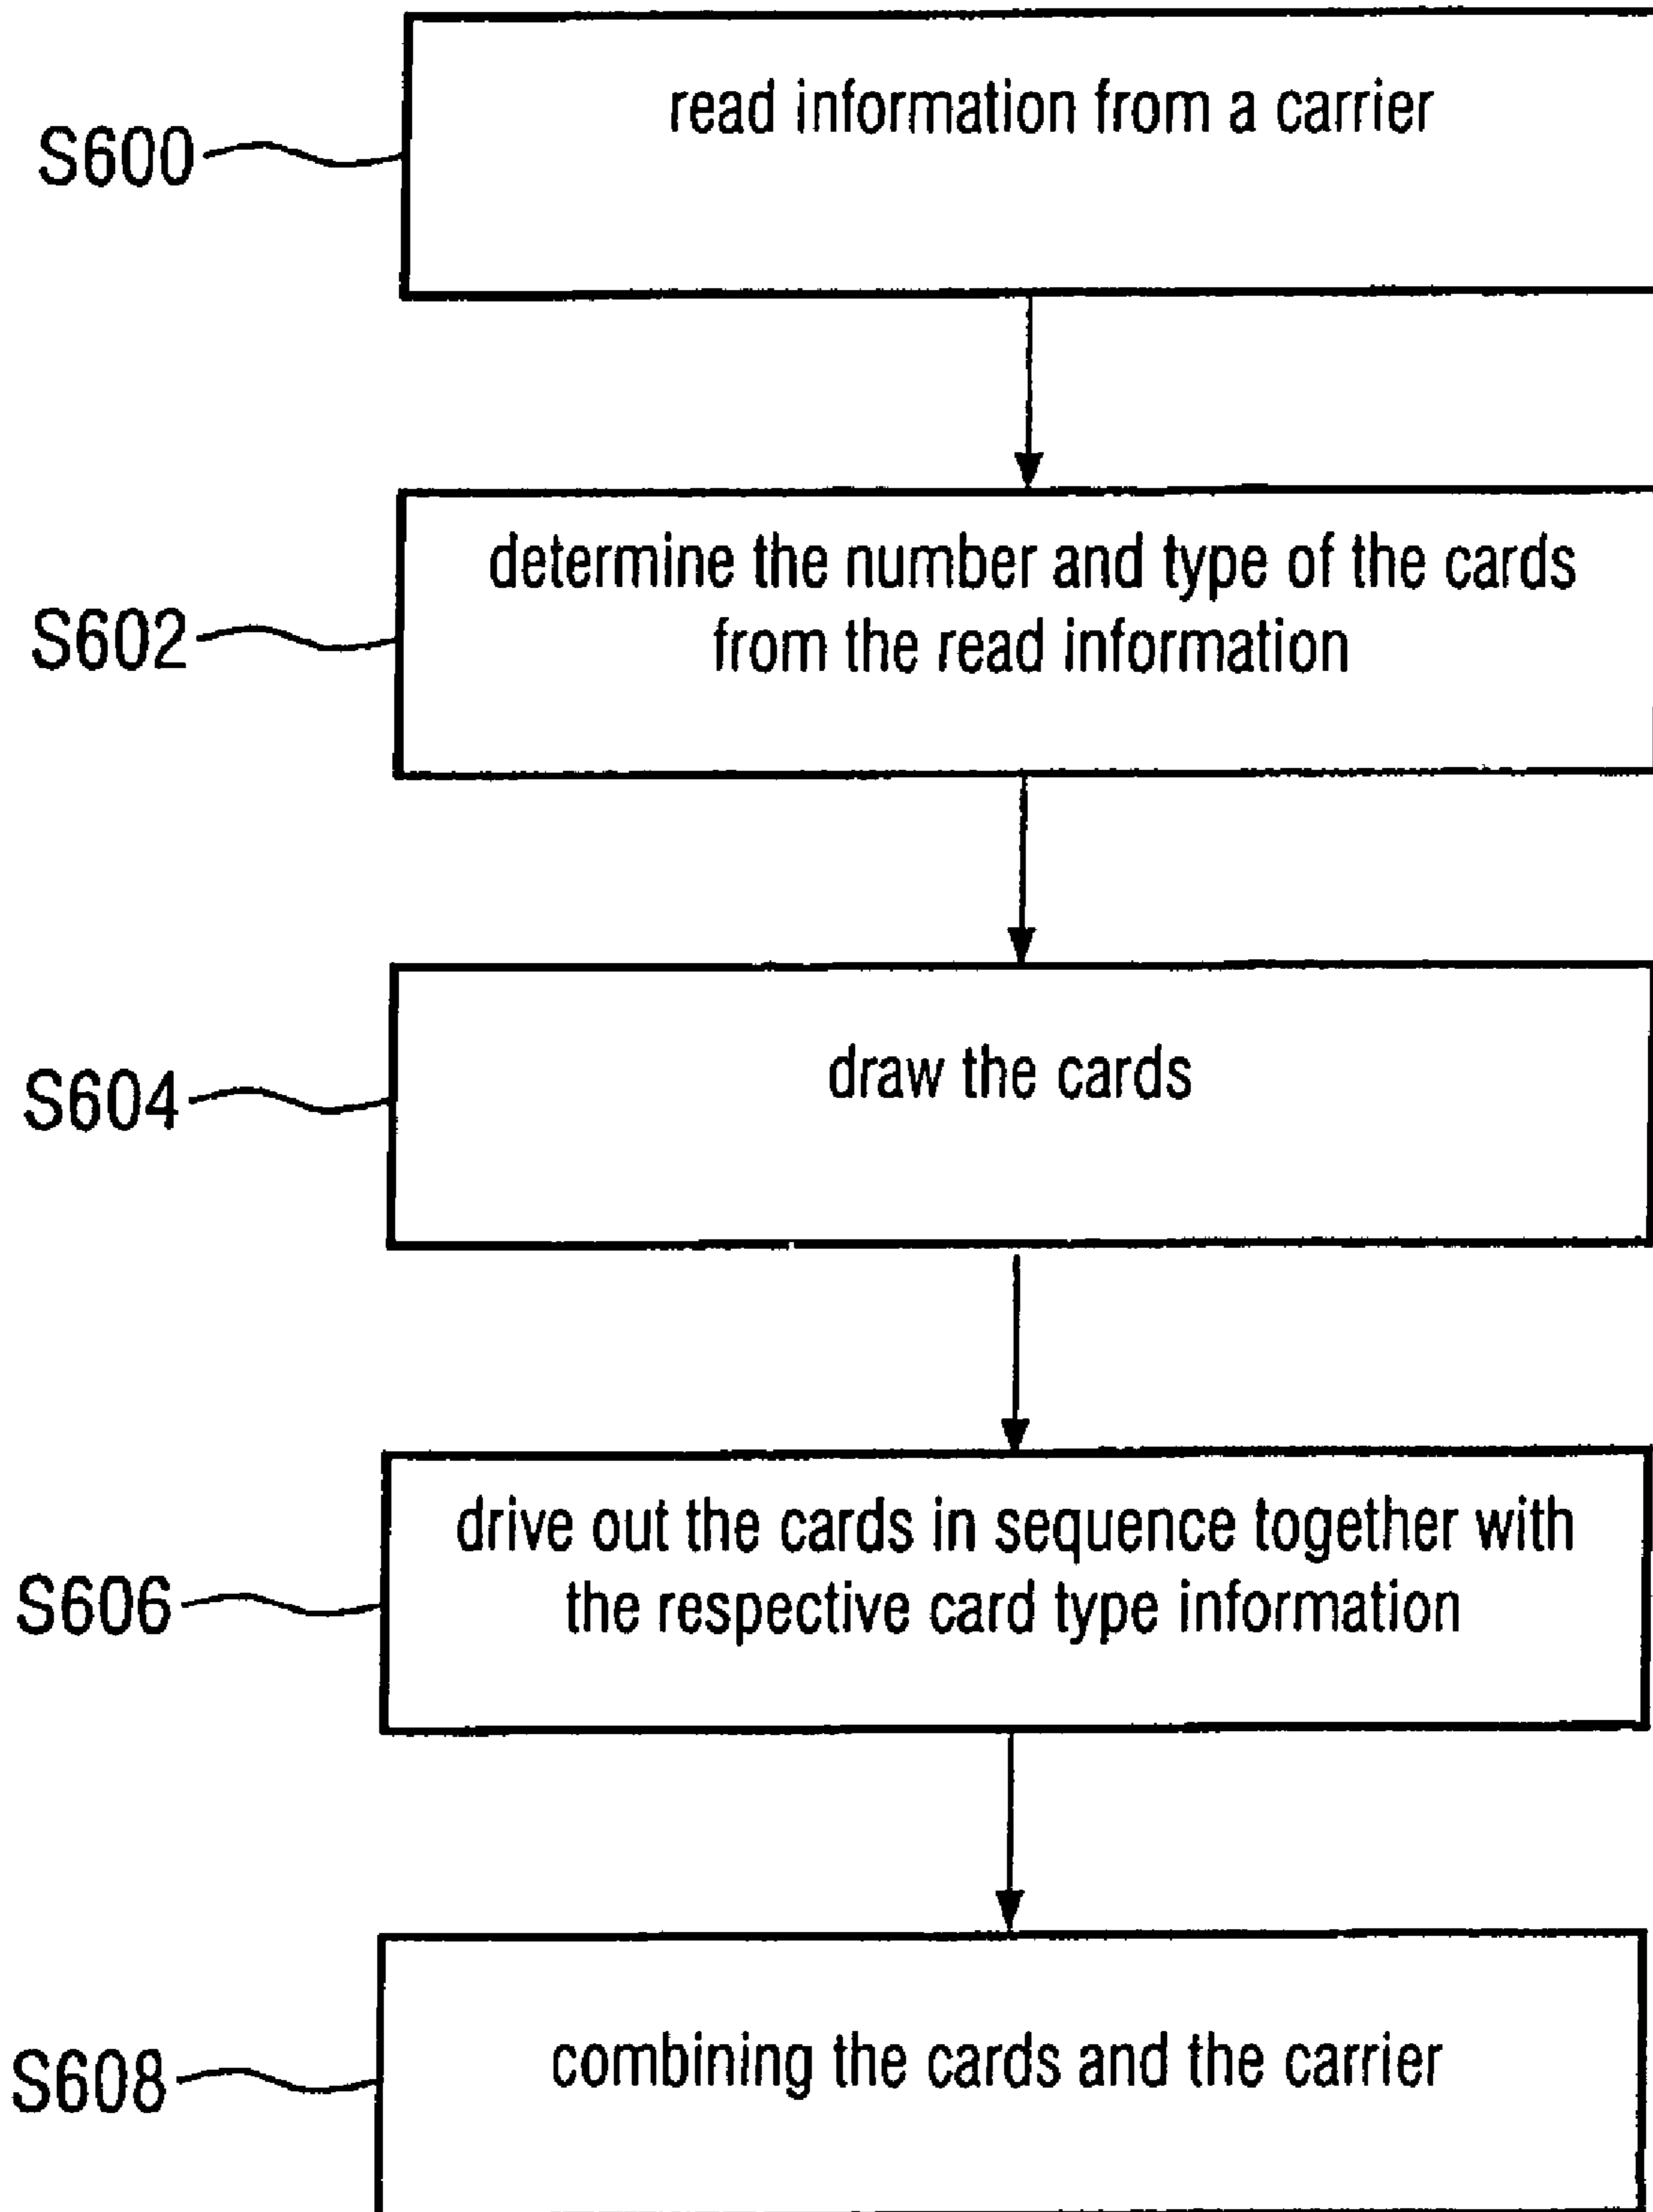 read information from a carrier
S600
determine the number and type of the cards
from the read information
S602
draw the cards
S604
drive out the cards in sequence together with
the respective card type information
S606
combining the cards and the carrier
S608